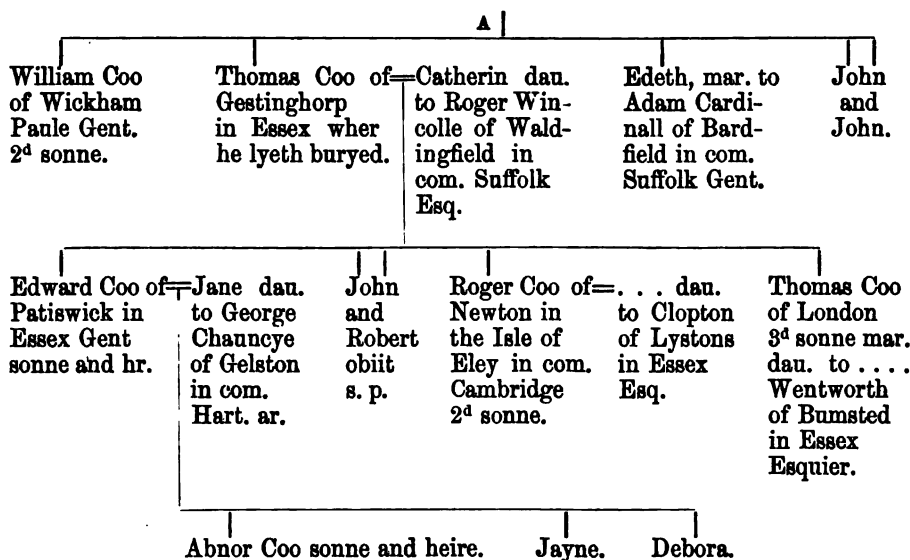 A
William Coo
of Wickham
Paule Gent.
2d sonne.
Thomas Coo of
Gestinghorp
in Essex wher
he lyeth buryed.
=Catherin dau.
to Roger Win-
colle of Wald-
ingfield in
com. Suffolk
Esq.
Edeth, mar. to
Adam Cardi-
nall of Bard-
field in com.
Suffolk Gent.
John
and
John.
Edward Coo of
Patiswick in
Essex Gent
sonne and hr.
=Jane dau.
to George
Chauncye
of Gelston
in com.
Hart. ar.
John
and
Robert
obiit
s. p.
Roger Coo of
Newton in
the Isle of
Eley in com.
Cambridge
2d sonne.
=. . . dau.
to Clopton
of Lystons
in Essex
Esq.
Thomas Coo
of London
3d sonne mar.
dau. to . . . .
Wentworth
of Bumsted
in Essex
Esquier.
Abnor Coo sonne and heire.
Jayne.
Debora.